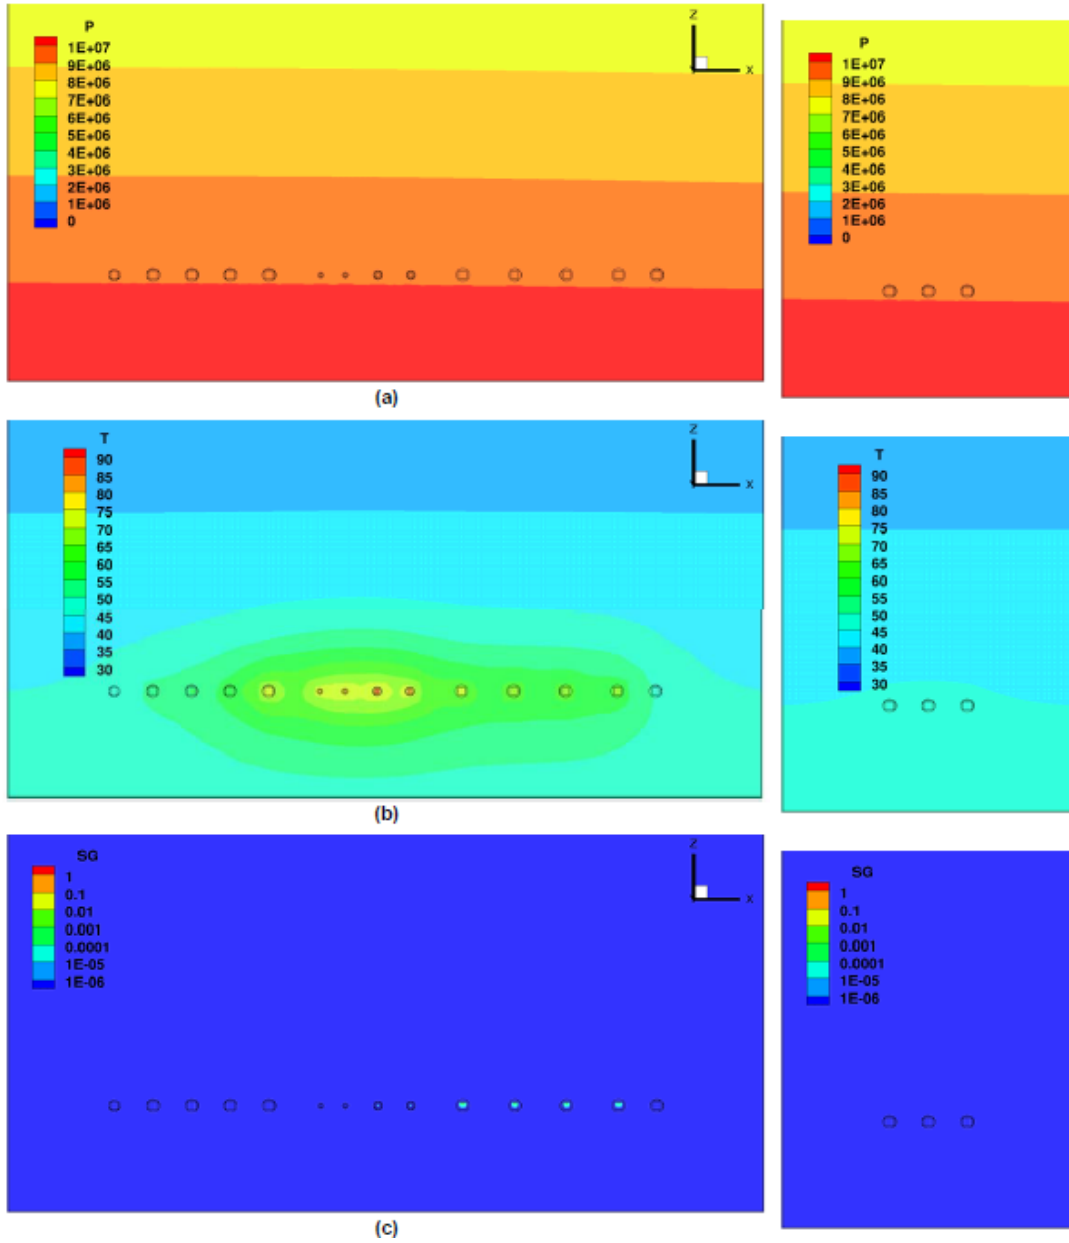 P
1E+07
9E+06
8E+06
7E+06
6E+06
5E+06
4E+06
3E+06
2E+06
1E+06
0
Z
X
P
1E+07
9E+06
8E+06
7E+06
6E+06
5E+06
4E+06
3E+06
2E+06
1E+06
0
(a)
T
90
85
80
75
70
65
60
55
50
45
40
35
30
Z
X
T
90
85
80
75
70
65
60
55
50
45
40
35
30
(b)
SG
1
0.1
0.01
0.001
0.0001
1E-05
1E-06
Z
X
SG
1
0.1
0.01
0.001
0.0001
1E-05
1E-06
(c)